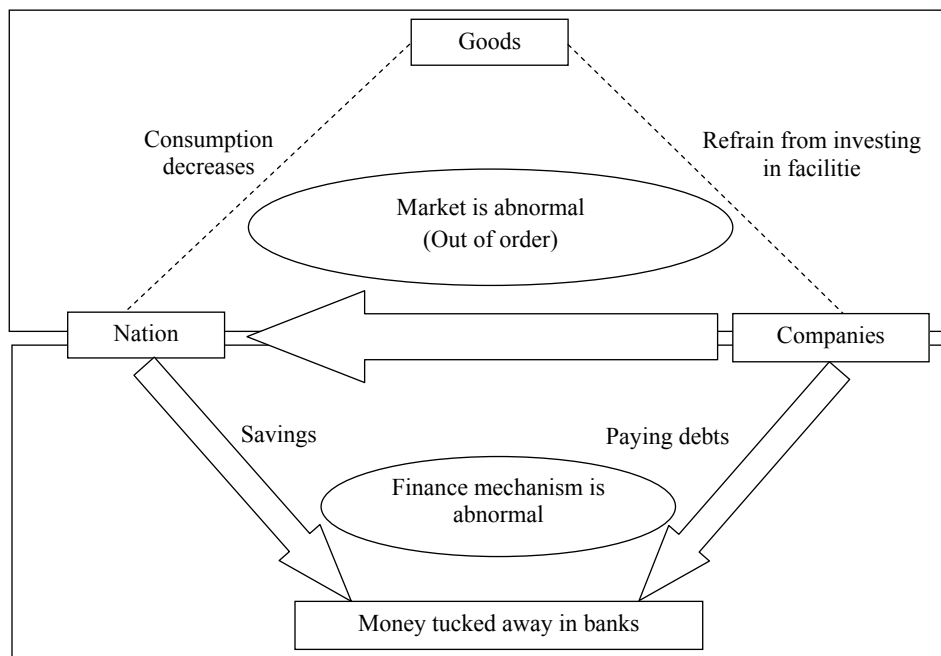 Goods
Consumption
decreases
Refrain from investing
in facilitie
Market is abnormal
(Out of order)
Nation
Companies
Savings
Paying debts
Finance mechanism is
abnormal
Money tucked away in banks